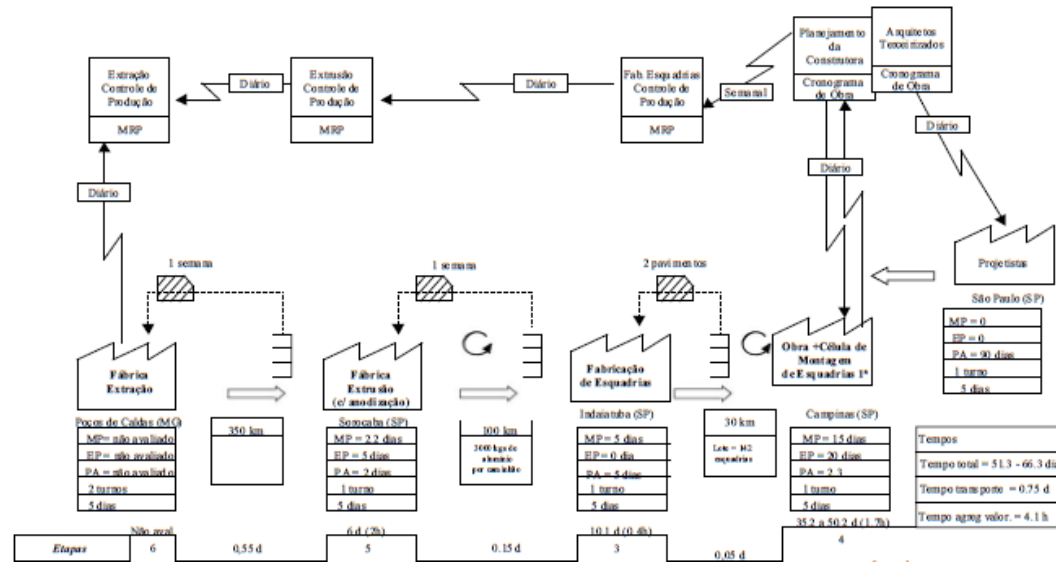 Extração
Controle de
Produção
MRP
Diário
Extrusão
Controle de
Produção
MRP
Diário
Fab. Esquadrias
Controle de
Produção
MRP
Semanal
Planejamento
da
Construtora
Cronograma
de Obra
Arquitetos
Terceirizados
Cronograma
de Obra
Diário
Diário
Diário
1 semana
1 semana
2 pavimentos
Projetistas
São Paulo (SP)
MP = 0
EP = 0
PA = 90 dias
1 turno
5 dias
Fábrica
Extração
Fábrica
Extrusão
(c/ anodização)
Fabricação
de Esquadrias
Obra +Célula de
Montagem
de Esquadrias 1ª
Poços de Caldas (MG)
MP= não avaliado
EP= não avaliado
PA = não avaliado
2 turnos
5 dias
350 km
Sorocaba (SP)
MP = 2.2 dias
EP = 5 dias
PA = 2 dias
1 turno
5 dias
100 km
3000 kgs de
alumínio
por caminhão
Indaiatuba (SP)
MP = 5 dias
EP = 0 dia
PA = 5 dias
1 turno
5 dias
30 km
Lote = 142
esquadrias
Campinas (SP)
MP = 15 dias
EP = 20 dias
PA = 2.3
1 turno
5 dias
Tempos
Tempo total = 51.3 - 66.3 di
Tempo transporte = 0.75 d
Tempo agreg valor. = 4.1 h
Não aval
6 d (2h)
10.1 d (0.4h)
35.2 a 50.2 d (1.7h)
Etapas
6
0,55 d
5
0.15 d
3
0,05 d
4